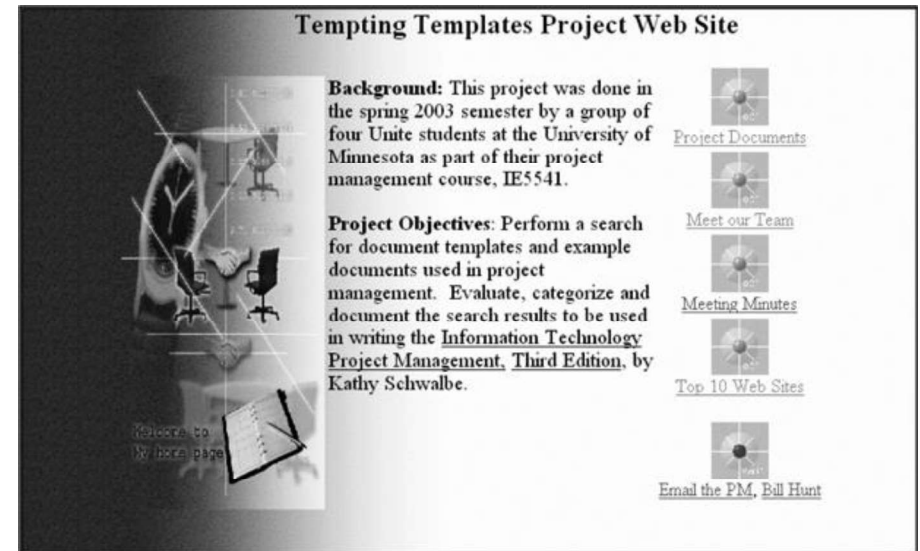 Tempting Templates Project Web Site
Background: This project was done in
the spring 2003 semester by a group of
four Unite students at the University of
Minnesota as part of their project
management course, IE5541.
Project Objectives: Perform a search
for document templates and example
documents used in project
management. Evaluate, categorize and
document the search results to be used
in writing the Information Technology
Project Management, Third Edition, by
Kathy Schwalbe.
Welcome to
My home page
Project Documents
Meet our Team
Meeting Minutes
Top 10 Web Sites
Email the PM, Bill Hunt